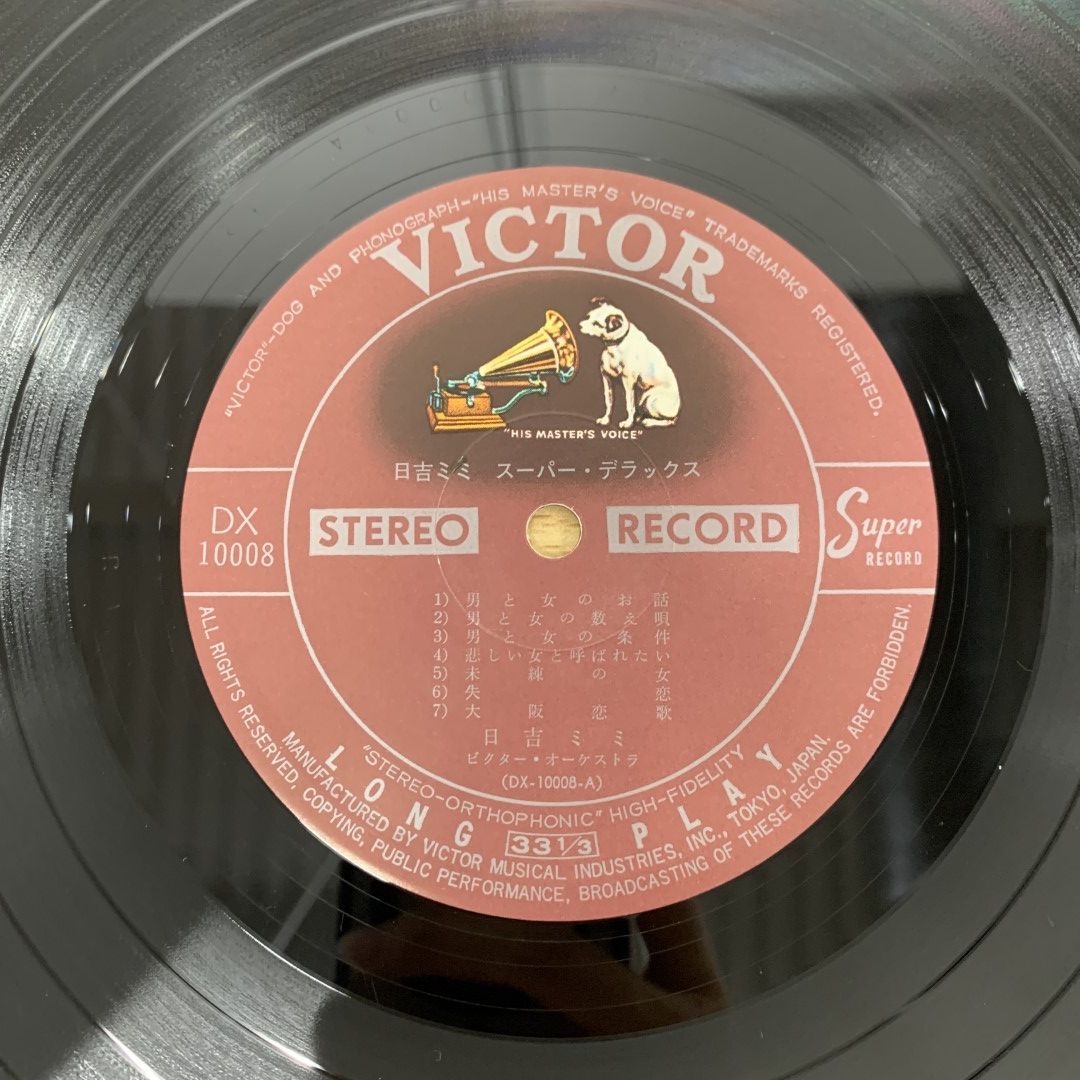 "VICTOR"-DOG AND PHONOGRAPH-"HIS MASTER'S VOICE" TRADEMARKS REGISTERED.
VICTOR
"HIS MASTER'S VOICE"
日吉ミミ スーパー・デラックス
DX
10008
STEREO RECORD
Super
RECORD
1) 男と女のお話
2) 男と女の数え唄
3) 男と女の条件
4) 悲しい女と呼ばれたい
5) 未練の女
6) 失恋
7) 大阪恋歌
日吉ミミ
ビクター・オーケストラ
(DX-10008-A)
"STEREO-ORTHOPHONIC" HIGH-FIDELITY
LONG 33 1/3 PLAY
MANUFACTURED BY VICTOR MUSICAL INDUSTRIES, INC., TOKYO, JAPAN.
ALL RIGHTS RESERVED, COPYING, PUBLIC PERFORMANCE, BROADCASTING OF THESE RECORDS ARE FORBIDDEN.